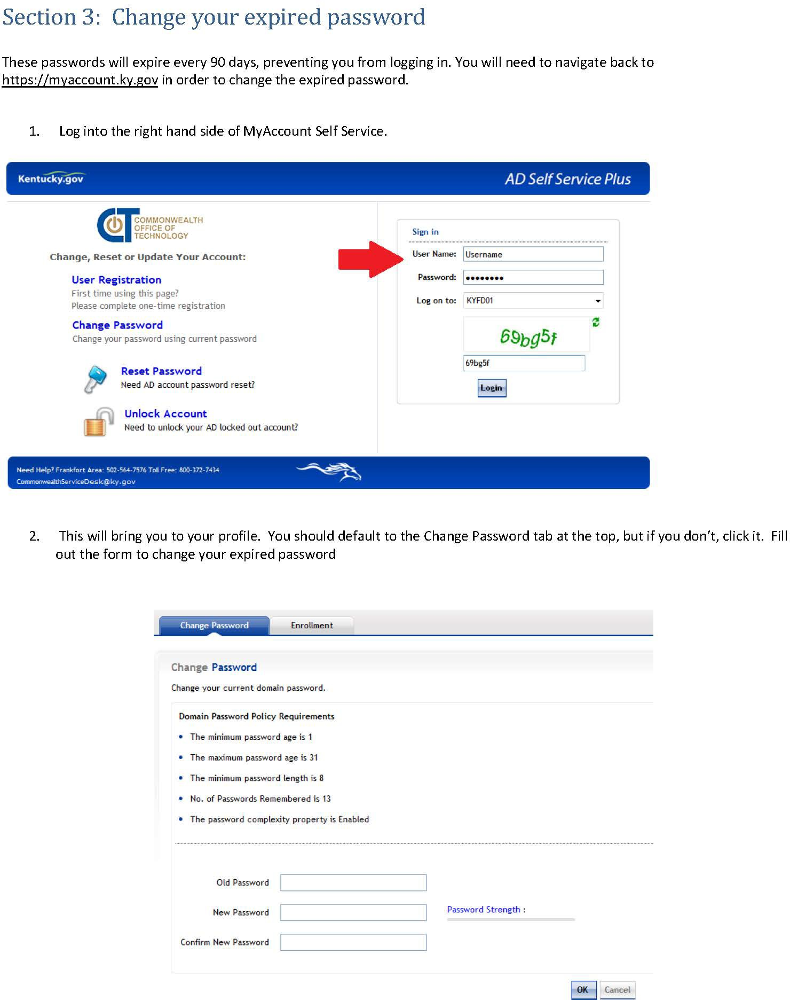 Section 3:  Change your expired password
These passwords will expire every 90 days, preventing you from logging in. You will need to navigate back to
https://myaccount.ky.gov in order to change the expired password.
1. Log into the right hand side of MyAccount Self Service.
Kentucky.gov
AD Self Service Plus
COMMONWEALTH
OFFICE OF
TECHNOLOGY
Change, Reset or Update Your Account:
User Registration
First time using this page?
Please complete one-time registration
Change Password
Change your password using current password
Reset Password
Need AD account password reset?
Unlock Account
Need to unlock your AD locked out account?
Sign in
User Name: Username
Password: ••••••••
Log on to: KYFD01
69bg5f
69bg5f
Login
Need Help? Frankfort Area: 502-564-7576 Toll Free: 800-372-7434
CommonwealthServiceDesk@ky.gov
2. This will bring you to your profile.  You should default to the Change Password tab at the top, but if you don’t, click it.  Fill
out the form to change your expired password
Change Password Enrollment
Change Password
Change your current domain password.
Domain Password Policy Requirements
• The minimum password age is 1
• The maximum password age is 31
• The minimum password length is 8
• No. of Passwords Remembered is 13
• The password complexity property is Enabled
Old Password
New Password Password Strength :
Confirm New Password
OK Cancel